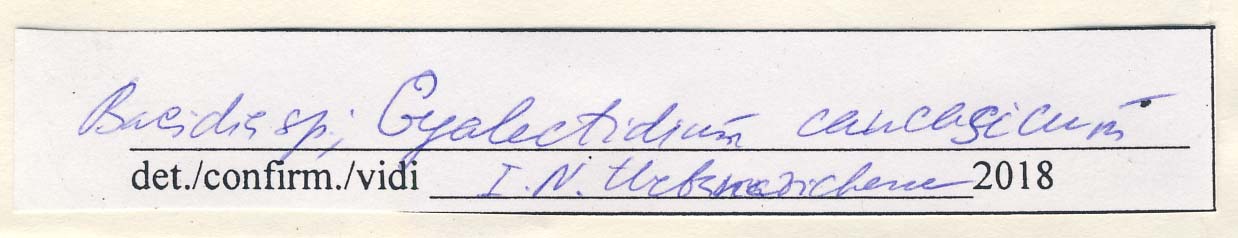 Bacidia sp.; Gyalectidium caucasicum
det./confirm./vidi I.N. Urbanavichene 2018